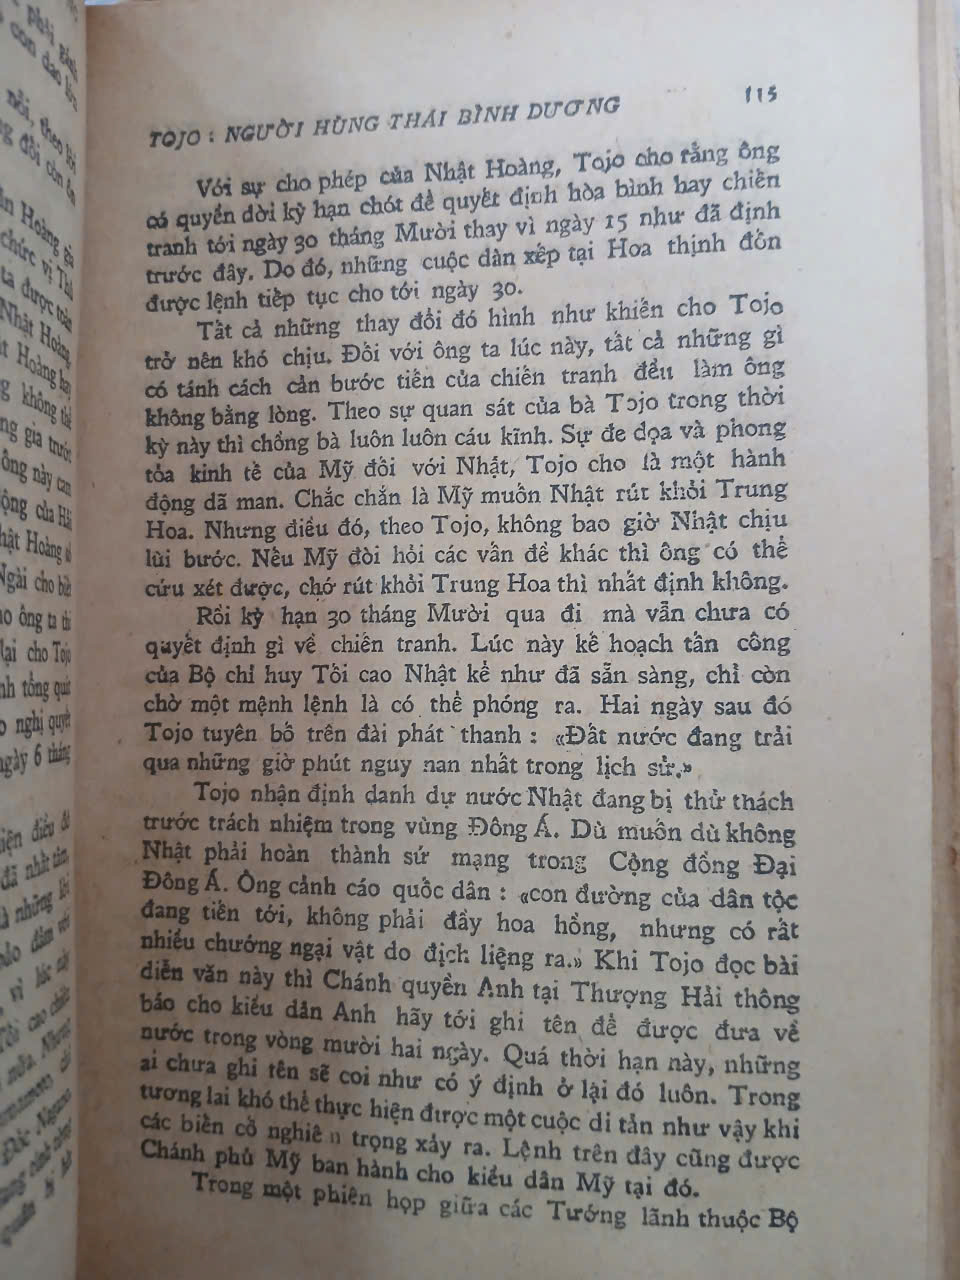 TOJO : NGƯỜI HÙNG THÁI BÌNH DƯƠNG 115
Với sự cho phép của Nhật Hoàng, Tojo cho rằng ông
có quyền dời kỳ hạn chót để quyết định hòa bình hay chiến
tranh tới ngày 30 tháng Mười thay vì ngày 15 như đã định
trước đây. Do đó, những cuộc dàn xếp tại Hoa thịnh đốn
được lệnh tiếp tục cho tới ngày 30.
Tất cả những thay đổi đó hình như khiến cho Tojo
trở nên khó chịu. Đối với ông ta lúc này, tất cả những gì
có tánh cách cản bước tiến của chiến tranh đều làm ông
không bằng lòng. Theo sự quan sát của bà Tojo trong thời
kỳ này thì chồng bà luôn luôn cáu kĩnh. Sự đe dọa và phong
tỏa kinh tế của Mỹ đối với Nhật, Tojo cho là một hành
động dã man. Chắc chắn là Mỹ muốn Nhật rút khỏi Trung
Hoa. Nhưng điều đó, theo Tojo, không bao giờ Nhật chịu
lùi bước. Nếu Mỹ đòi hỏi các vấn đề khác thì ông có thể
cứu xét được, chớ rút khỏi Trung Hoa thì nhất định không.
Rồi kỳ hạn 30 tháng Mười qua đi mà vẫn chưa có
quyết định gì về chiến tranh. Lúc này kế hoạch tấn công
của Bộ chỉ huy Tối cao Nhật kể như đã sẵn sàng, chỉ còn
chờ một mệnh lệnh là có thể phóng ra. Hai ngày sau đó
Tojo tuyên bố trên đài phát thanh : «Đất nước đang trải
qua những giờ phút nguy nan nhất trong lịch sử.»
Tojo nhận định danh dự nước Nhật đang bị thử thách
trước trách nhiệm trong vùng Đông Á. Dù muốn dù không
Nhật phải hoàn thành sứ mạng trong Cộng đồng Đại
Đông Á. Ông cảnh cáo quốc dân : «con đường của dân tộc
đang tiến tới, không phải đầy hoa hồng, nhưng có rất
nhiều chướng ngại vật do địch liệng ra.» Khi Tojo đọc bài
diễn văn này thì Chánh quyền Anh tại Thượng Hải thông
báo cho kiều dân Anh hãy tới ghi tên để được đưa về
nước trong vòng mười hai ngày. Quá thời hạn này, những
ai chưa ghi tên sẽ coi như có ý định ở lại đó luôn. Trong
tương lai khó thể thực hiện được một cuộc di tản như vậy khi
các biến cố nghiê n trọng xảy ra. Lệnh trên đây cũng được
Chánh phủ Mỹ ban hành cho kiều dân Mỹ tại đó.
Trong một phiên họp giữa các Tướng lãnh thuộc Bộ